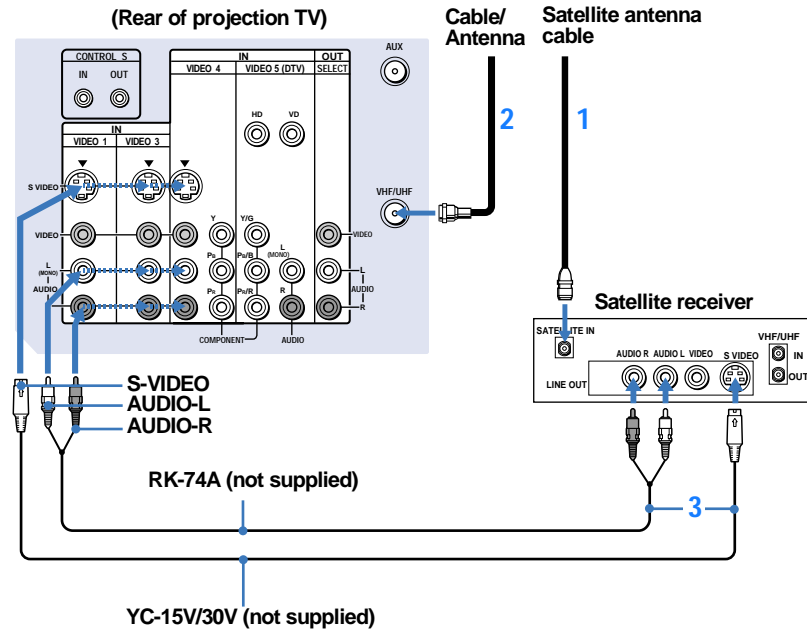 (Rear of projection TV)
Cable/
Antenna
Satellite antenna
cable
CONTROL S
IN OUT
IN
VIDEO 4 VIDEO 5 (DTV)
OUT
SELECT
AUX
HD VD
IN
VIDEO 1 VIDEO 3
2
1
S VIDEO
VHF/UHF
VIDEO
Y
Y/G
VIDEO
L
(MONO)
AUDIO
R
PB
PB/B
L
(MONO)
L
AUDIO
R
PR
PR/R
R
COMPONENT
AUDIO
Satellite receiver
SATELLITE IN
AUDIO R AUDIO L VIDEO S VIDEO
VHF/UHF
IN
OUT
LINE OUT
S-VIDEO
AUDIO-L
AUDIO-R
RK-74A (not supplied)
3
YC-15V/30V (not supplied)